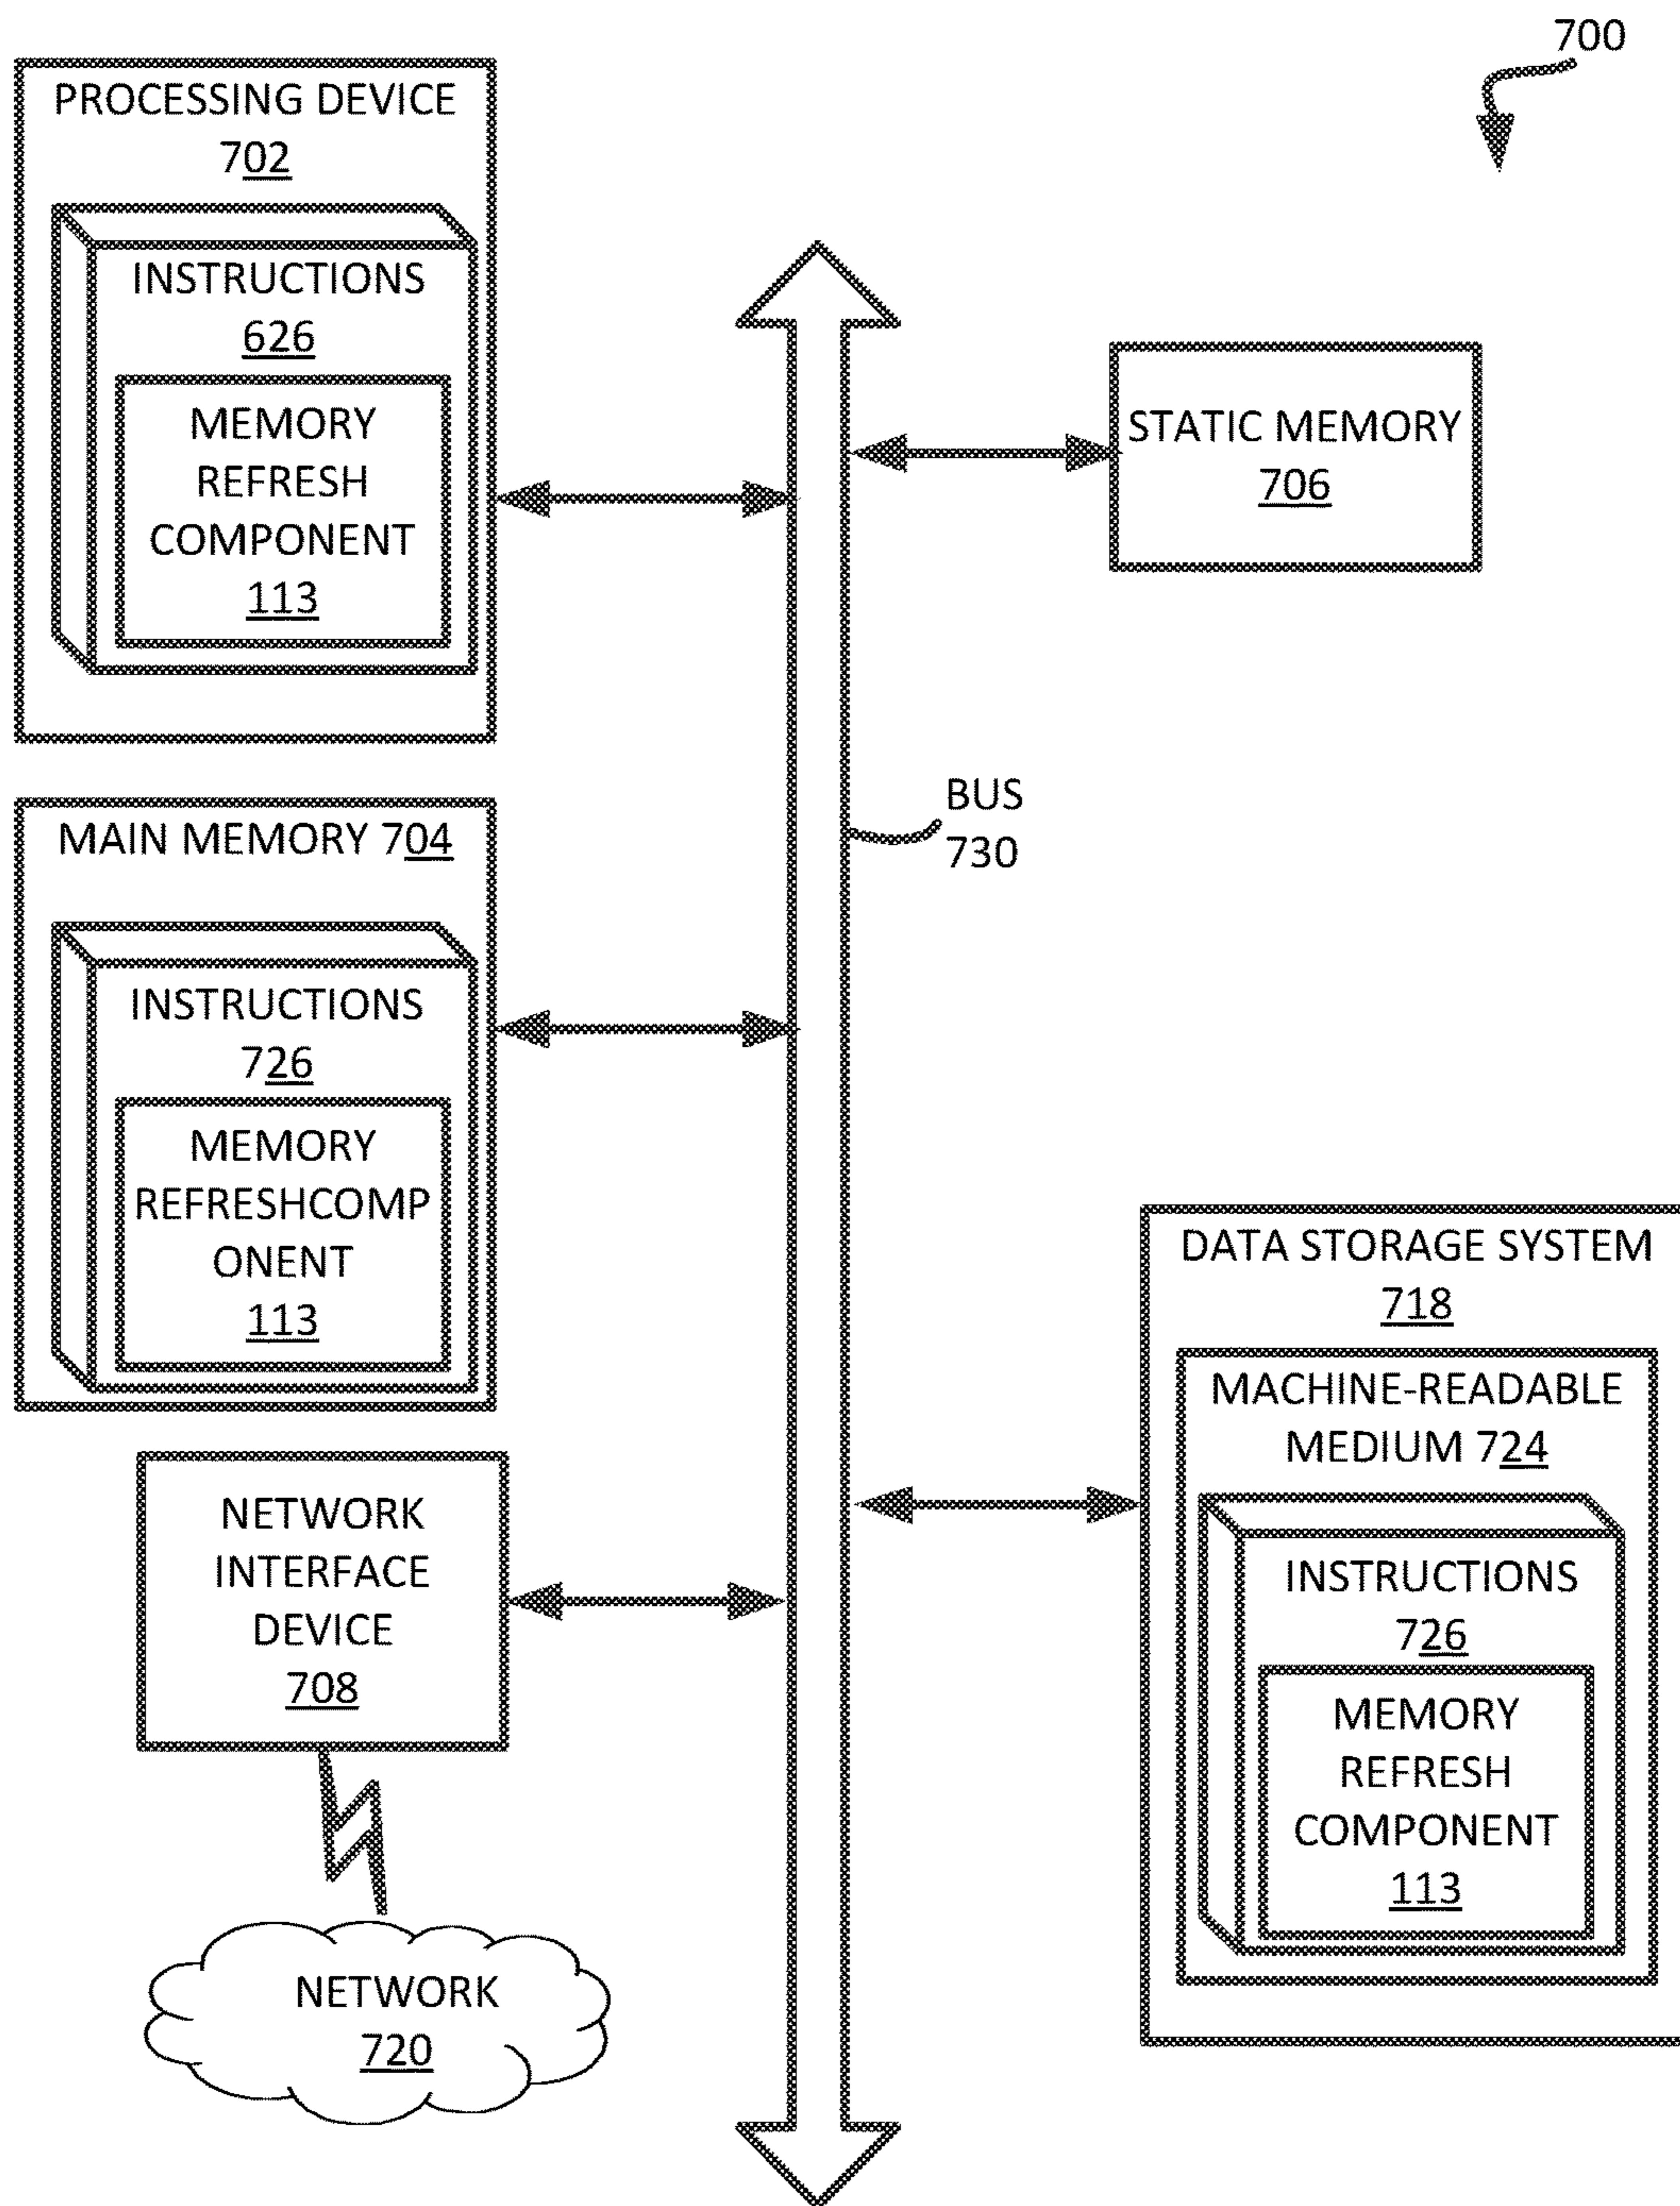 700
PROCESSING DEVICE
702
INSTRUCTIONS
626
MEMORY
REFRESH
COMPONENT
113
STATIC MEMORY
706
BUS
730
MAIN MEMORY 704
INSTRUCTIONS
726
MEMORY
REFRESHCOMP
ONENT
113
DATA STORAGE SYSTEM
718
MACHINE-READABLE
MEDIUM 724
INSTRUCTIONS
726
MEMORY
REFRESH
COMPONENT
113
NETWORK
INTERFACE
DEVICE
708
NETWORK
720